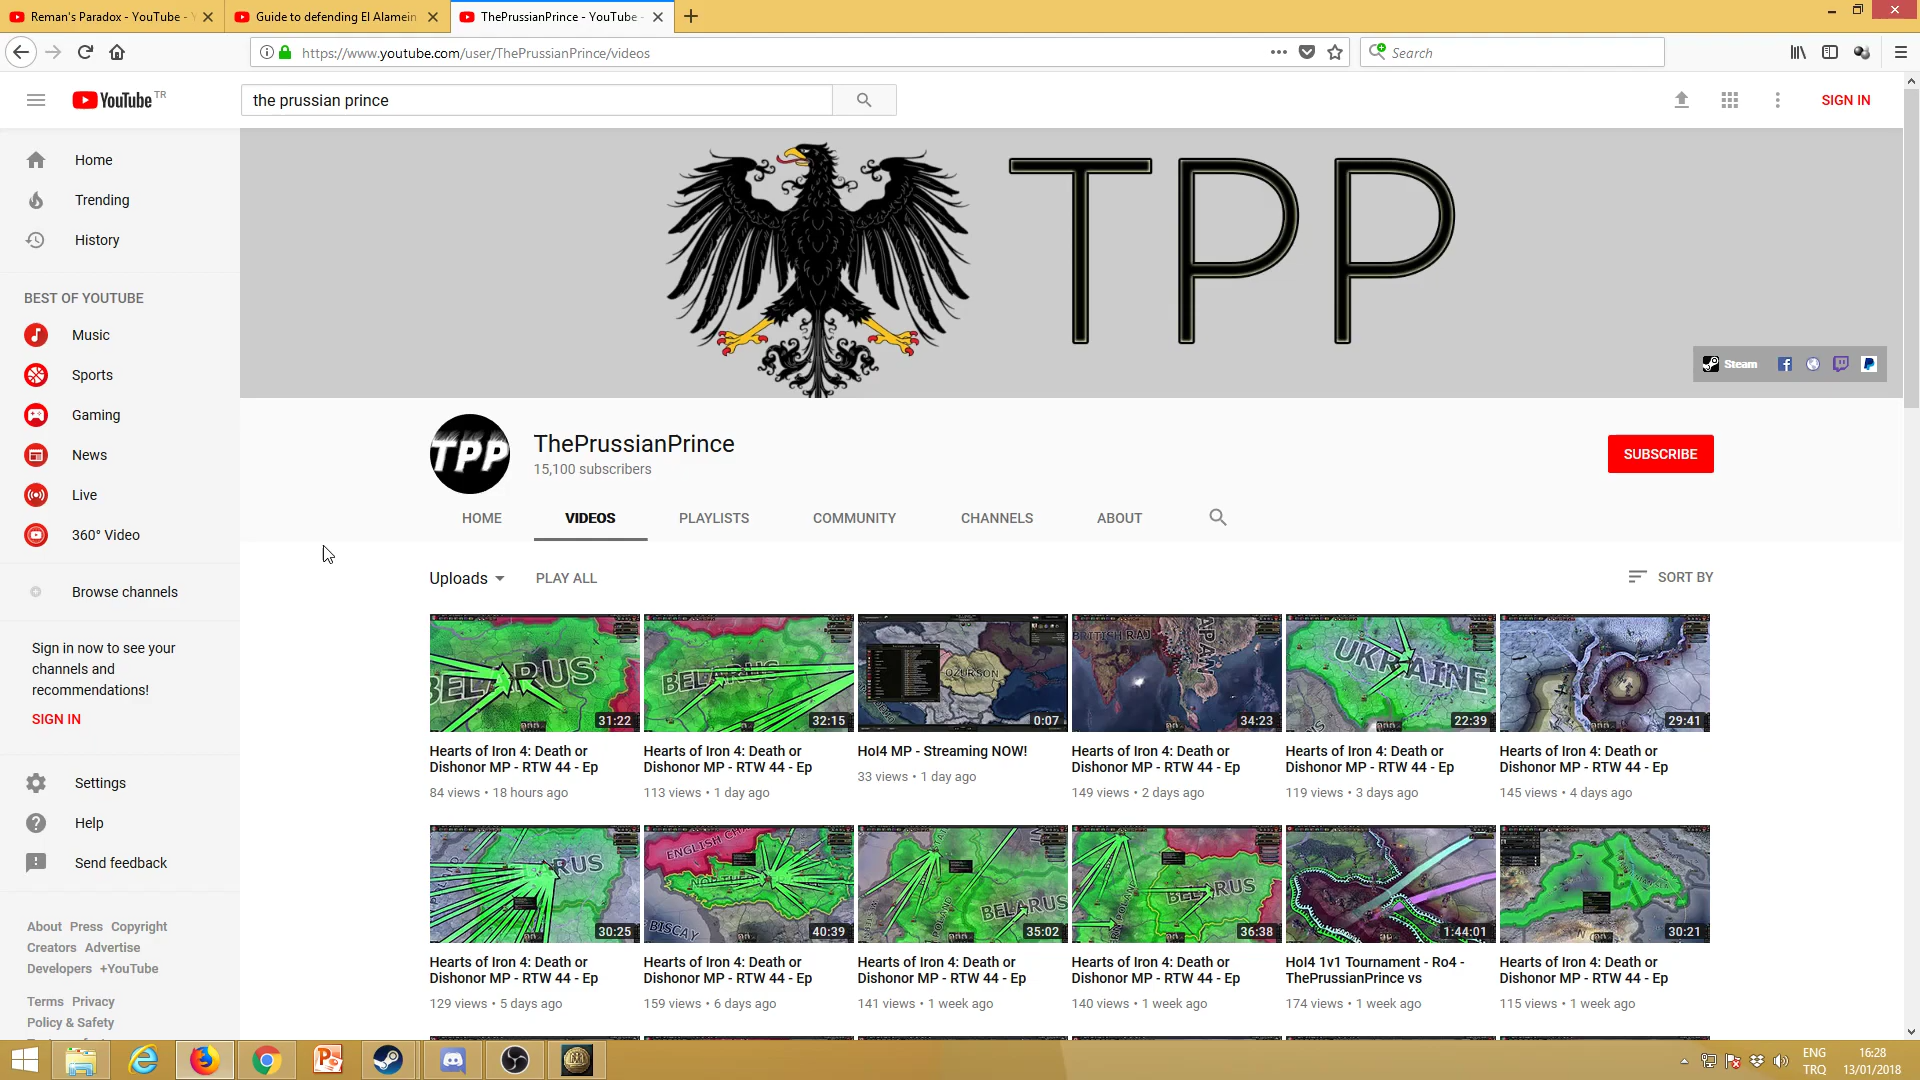 Reman's Paradox - YouTube -
Guide to defending El Alamein
ThePrussianPrince - YouTube -
https://www.youtube.com/user/ThePrussianPrince/videos
Search
YouTube TR
the prussian prince
SIGN IN
Home
Trending
History
BEST OF YOUTUBE
Music
Sports
Gaming
News
Live
360° Video
Browse channels
Sign in now to see your
channels and
recommendations!
SIGN IN
Settings
Help
Send feedback
About Press Copyright
Creators Advertise
Developers +YouTube
Terms Privacy
Policy & Safety
TPP
Steam
TPP
ThePrussianPrince
15,100 subscribers
SUBSCRIBE
HOME VIDEOS PLAYLISTS COMMUNITY CHANNELS ABOUT
Uploads PLAY ALL SORT BY
BELARUS
31:22
Hearts of Iron 4: Death or
Dishonor MP - RTW 44 - Ep
84 views • 18 hours ago
BELARUS
32:15
Hearts of Iron 4: Death or
Dishonor MP - RTW 44 - Ep
113 views • 1 day ago
OZURSON
0:07
HoI4 MP - Streaming NOW!
33 views • 1 day ago
BRITISH RAJ
JAPAN
34:23
Hearts of Iron 4: Death or
Dishonor MP - RTW 44 - Ep
149 views • 2 days ago
UKRAINE
22:39
Hearts of Iron 4: Death or
Dishonor MP - RTW 44 - Ep
119 views • 3 days ago
29:41
Hearts of Iron 4: Death or
Dishonor MP - RTW 44 - Ep
145 views • 4 days ago
RUS
30:25
Hearts of Iron 4: Death or
Dishonor MP - RTW 44 - Ep
129 views • 5 days ago
ENGLISH CHA
BISCAY
40:39
Hearts of Iron 4: Death or
Dishonor MP - RTW 44 - Ep
159 views • 6 days ago
BELARUS
35:02
Hearts of Iron 4: Death or
Dishonor MP - RTW 44 - Ep
141 views • 1 week ago
BELARUS
36:38
Hearts of Iron 4: Death or
Dishonor MP - RTW 44 - Ep
140 views • 1 week ago
1:44:01
HoI4 1v1 Tournament - Ro4 -
ThePrussianPrince vs
174 views • 1 week ago
30:21
Hearts of Iron 4: Death or
Dishonor MP - RTW 44 - Ep
115 views • 1 week ago
ENG
TRQ
16:28
13/01/2018